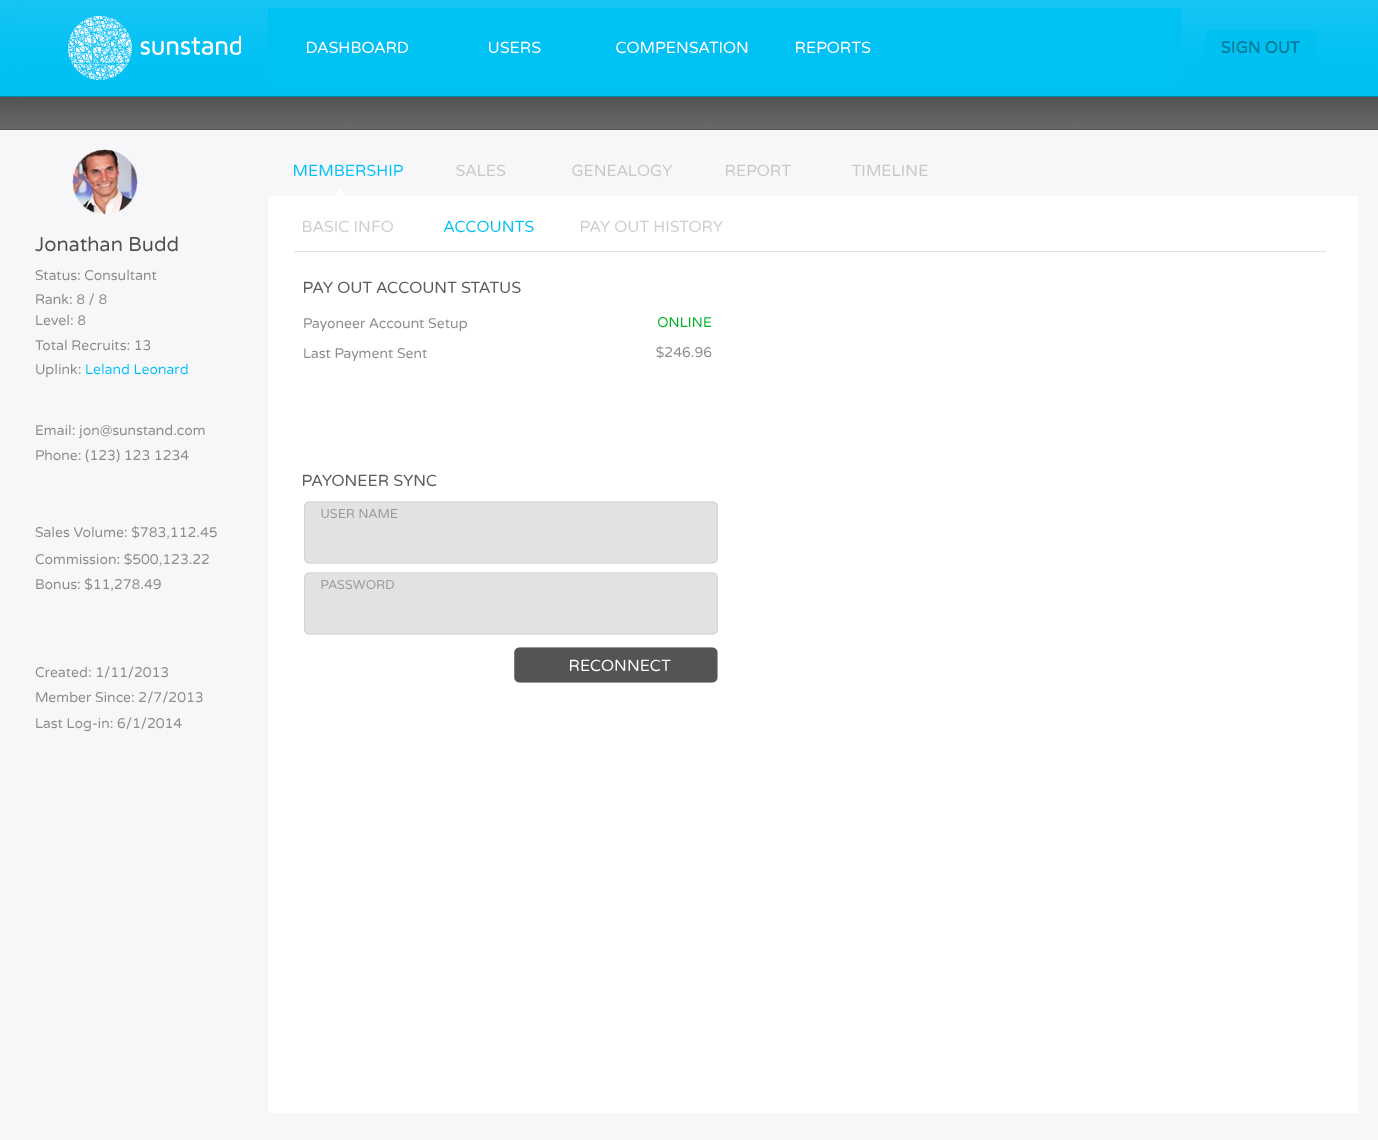 sunstand
DASHBOARD USERS COMPENSATION REPORTS SIGN OUT
MEMBERSHIP SALES GENEALOGY REPORT TIMELINE
BASIC INFO ACCOUNTS PAY OUT HISTORY
Jonathan Budd
Status: Consultant
Rank: 8 / 8
Level: 8
Total Recruits: 13
Uplink: Leland Leonard
Email: jon@sunstand.com
Phone: (123) 123 1234
Sales Volume: $783,112.45
Commission: $500,123.22
Bonus: $11,278.49
Created: 1/11/2013
Member Since: 2/7/2013
Last Log-in: 6/1/2014
PAY OUT ACCOUNT STATUS
Payoneer Account Setup ONLINE
Last Payment Sent $246.96
PAYONEER SYNC
USER NAME
PASSWORD
RECONNECT